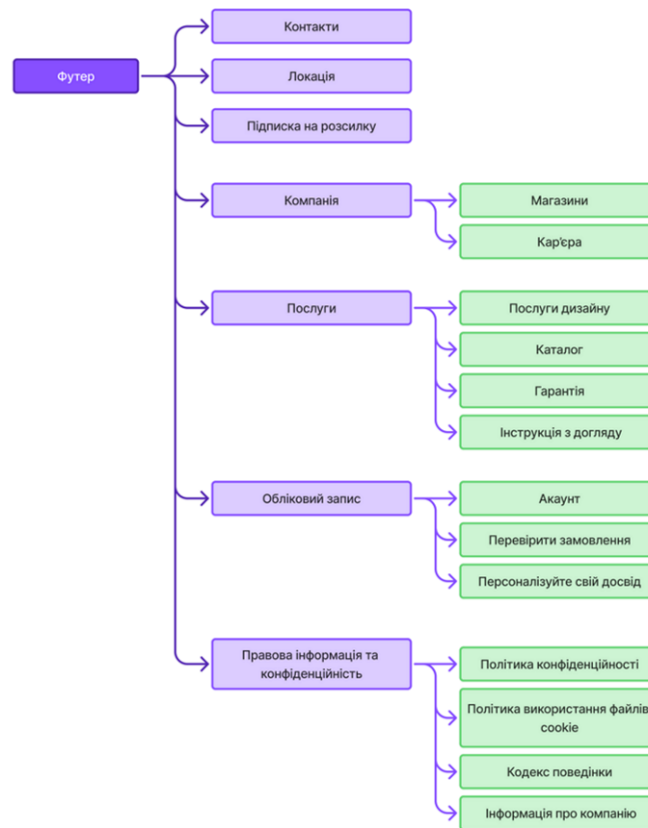 Контакти
Футер
Локація
Підписка на розсилку
Компанія
Магазини
Кар'єра
Послуги
Послуги дизайну
Каталог
Гарантія
Інструкція з догляду
Обліковий запис
Акаунт
Перевірити замовлення
Персоналізуйте свій досвід
Правова інформація та
конфіденційність
Політика конфіденційності
Політика використання файлів
cookie
Кодекс поведінки
Інформація про компанію